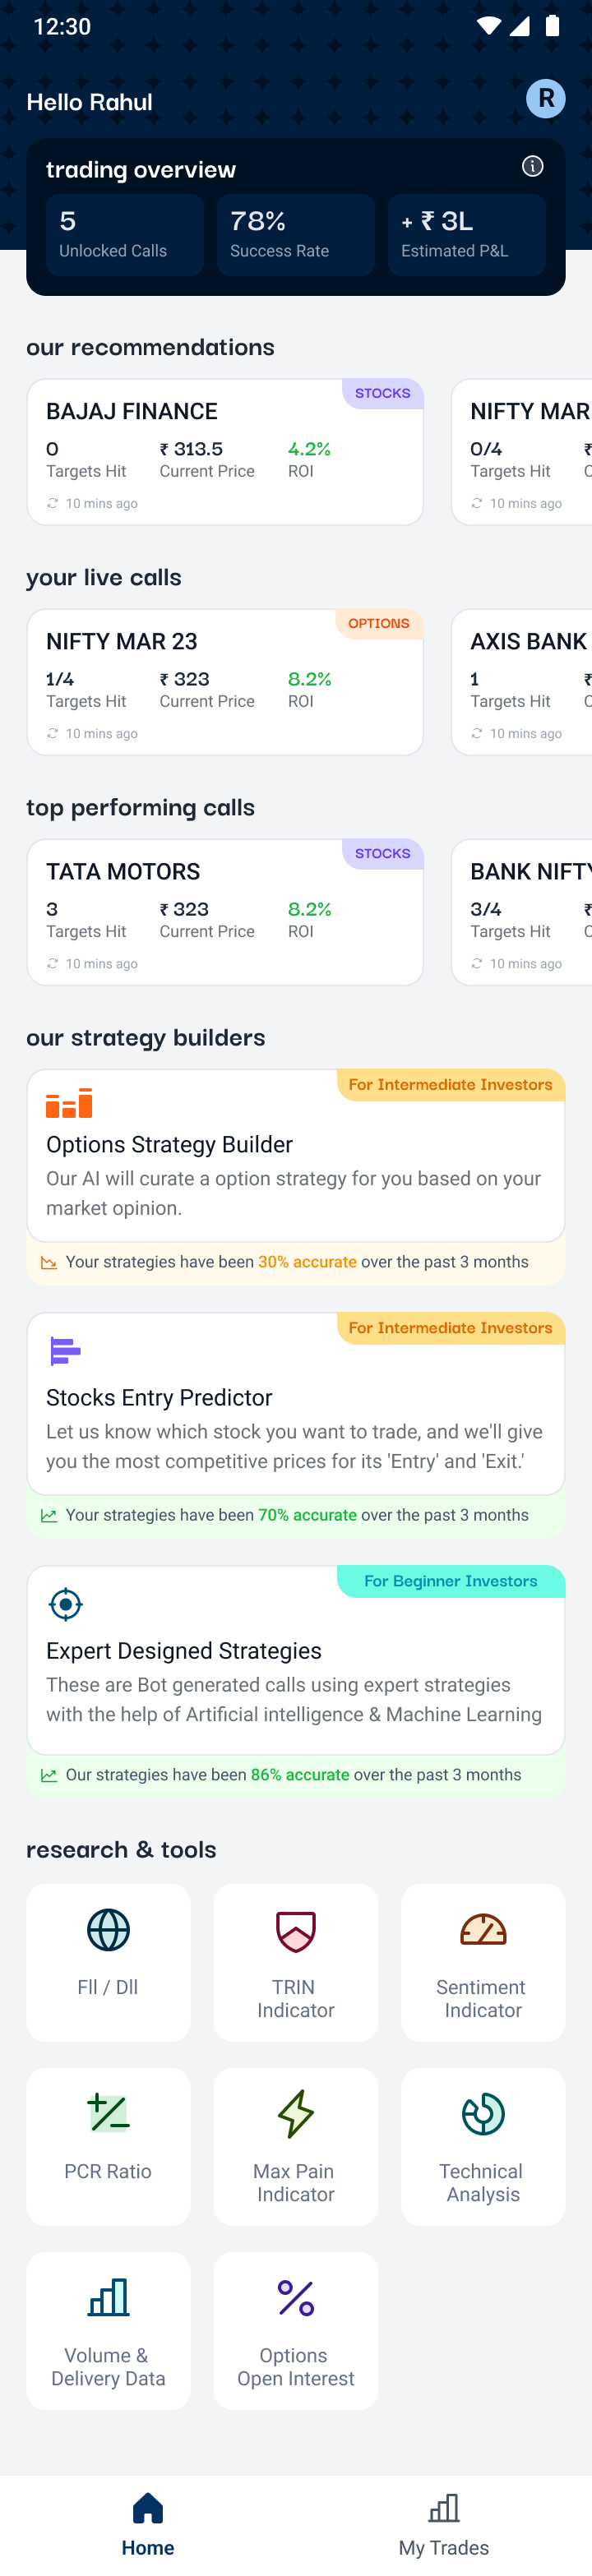 12:30
Hello Rahul
R
trading overview
5
Unlocked Calls
78%
Success Rate
+ ₹ 3L
Estimated P&L
our recommendations
STOCKS
BAJAJ FINANCE
0
Targets Hit
₹ 313.5
Current Price
4.2%
ROI
10 mins ago
NIFTY MAR
0/4
Targets Hit
10 mins ago
your live calls
OPTIONS
NIFTY MAR 23
1/4
Targets Hit
₹ 323
Current Price
8.2%
ROI
10 mins ago
AXIS BANK
1
Targets Hit
10 mins ago
top performing calls
STOCKS
TATA MOTORS
3
Targets Hit
₹ 323
Current Price
8.2%
ROI
10 mins ago
BANK NIFTY
3/4
Targets Hit
10 mins ago
our strategy builders
For Intermediate Investors
Options Strategy Builder
Our AI will curate a option strategy for you based on your
market opinion.
Your strategies have been 30% accurate over the past 3 months
For Intermediate Investors
Stocks Entry Predictor
Let us know which stock you want to trade, and we'll give
you the most competitive prices for its 'Entry' and 'Exit.'
Your strategies have been 70% accurate over the past 3 months
For Beginner Investors
Expert Designed Strategies
These are Bot generated calls using expert strategies
with the help of Artificial intelligence & Machine Learning
Our strategies have been 86% accurate over the past 3 months
research & tools
Fll / Dll
TRIN
Indicator
Sentiment
Indicator
PCR Ratio
Max Pain
Indicator
Technical
Analysis
Volume &
Delivery Data
Options
Open Interest
Home
My Trades